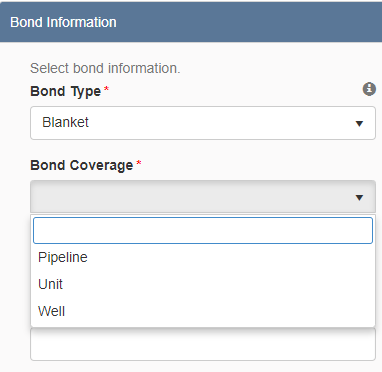 Bond Information
Select bond information.
Bond Type *
Blanket
Bond Coverage *
Pipeline
Unit
Well